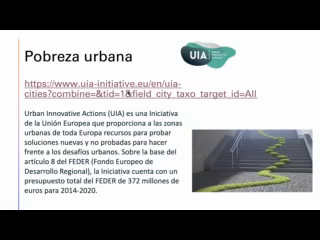 Pobreza urbana
UIA
https://www.uia-initiative.eu/en/uia-
cities?combine=&tid=1&field_city_taxo_target_id=All
Urban Innovative Actions (UIA) es una Iniciativa
de la Unión Europea que proporciona a las zonas
urbanas de toda Europa recursos para probar
soluciones nuevas y no probadas para hacer
frente a los desafíos urbanos. Sobre la base del
artículo 8 del FEDER (Fondo Europeo de
Desarrollo Regional), la Iniciativa cuenta con un
presupuesto total del FEDER de 372 millones de
euros para 2014-2020.